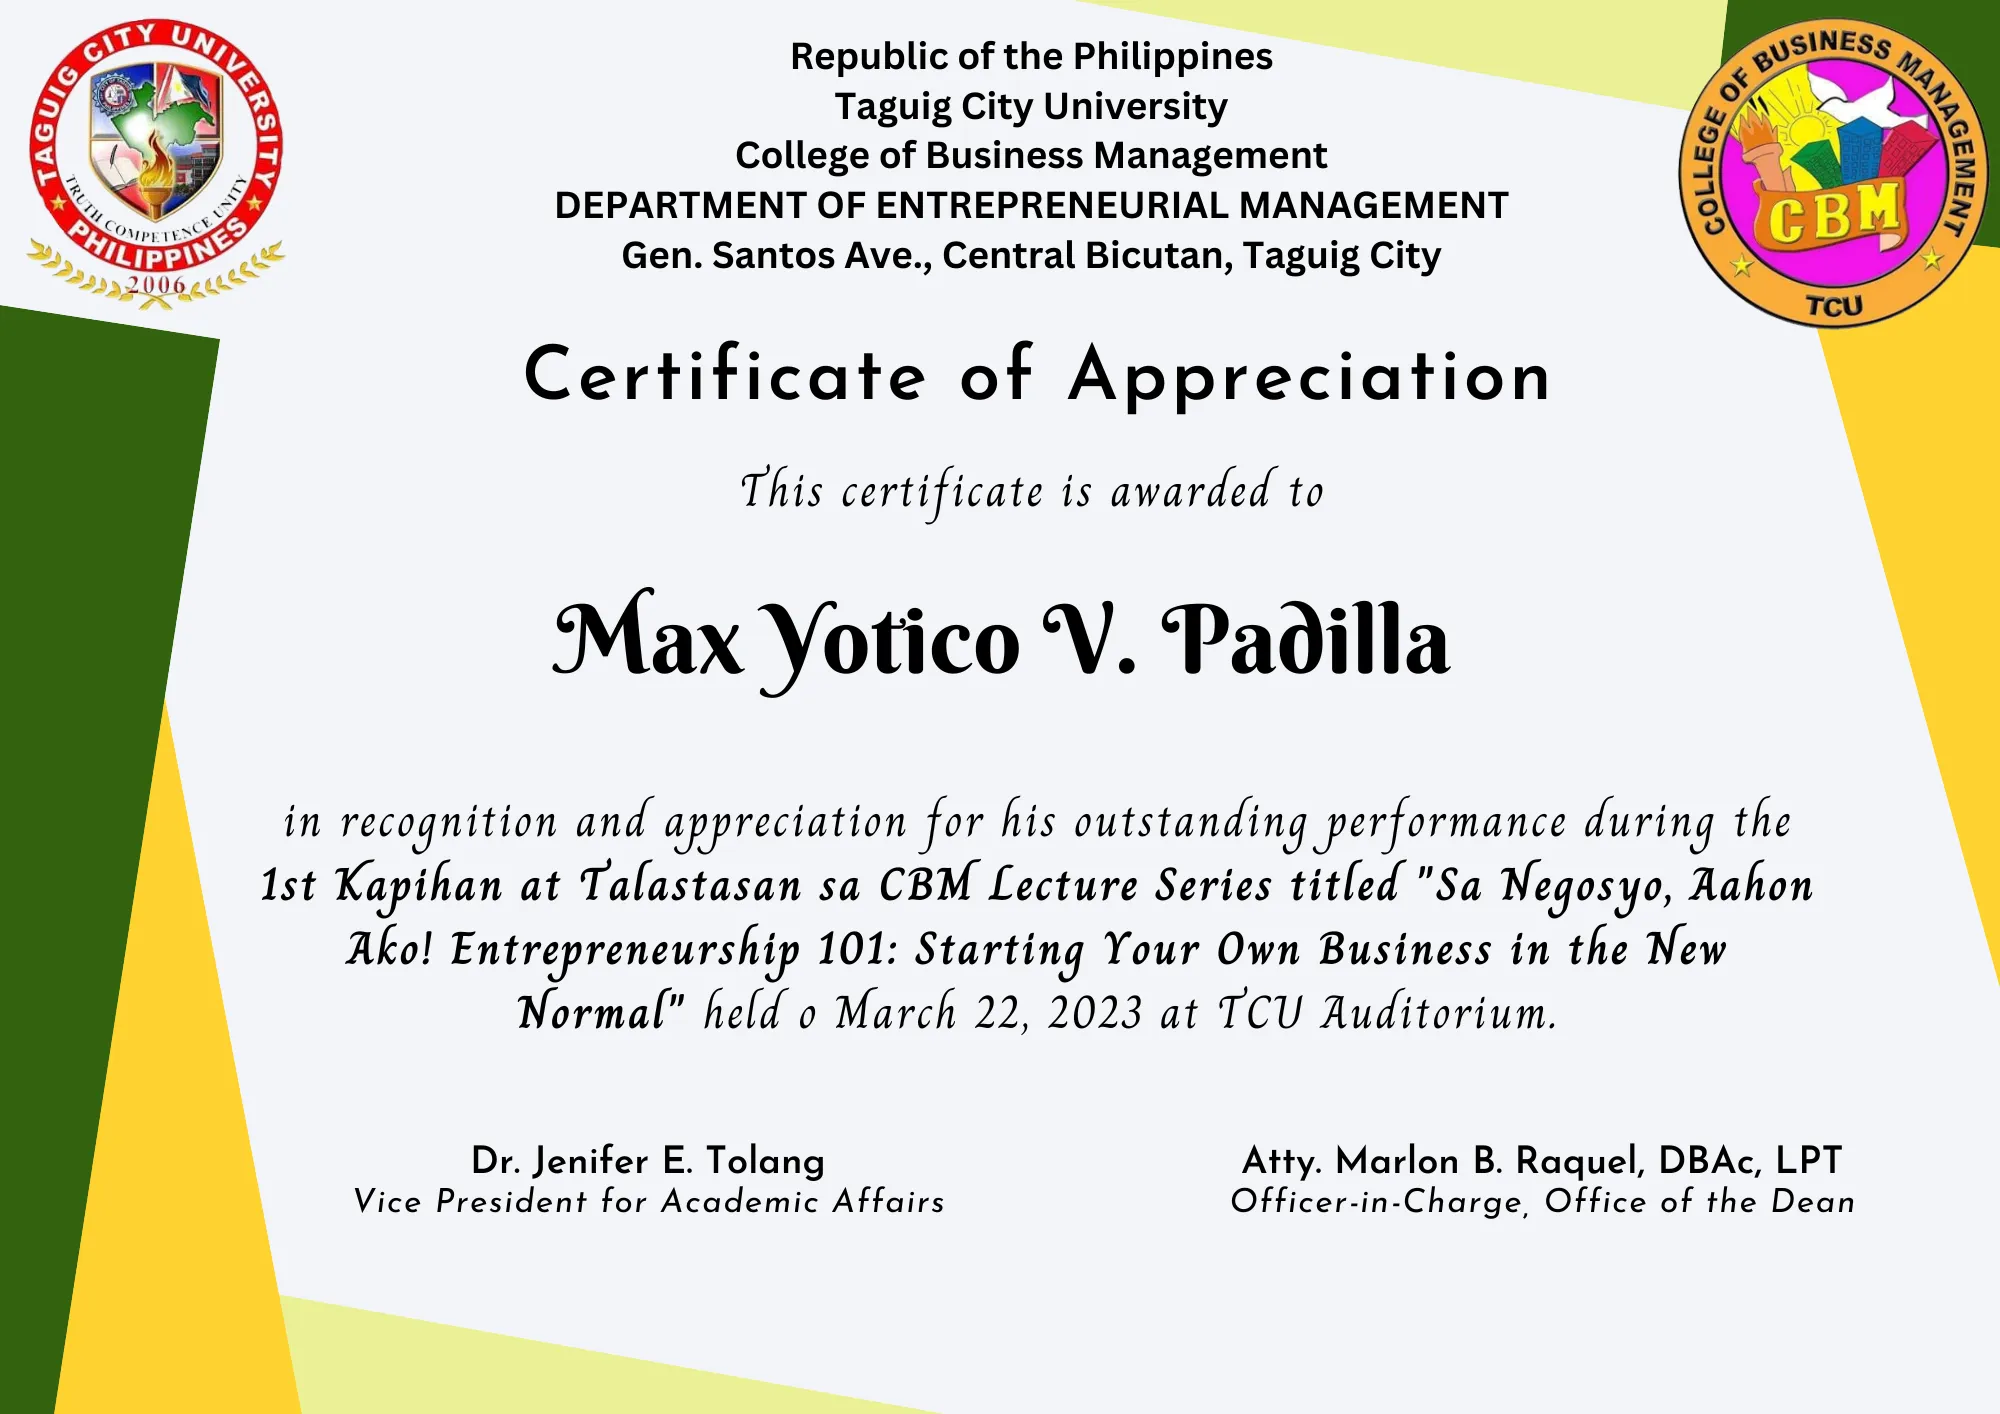 TAGUIG CITY UNIVERSITY
TRUTH COMPETENCE UNITY
PHILIPPINES
2006
COLLEGE OF BUSINESS MANAGEMENT
CBM
TCU
Republic of the Philippines
Taguig City University
College of Business Management
DEPARTMENT OF ENTREPRENEURIAL MANAGEMENT
Gen. Santos Ave., Central Bicutan, Taguig City
Certificate of Appreciation
This certificate is awarded to
Max Yotico V. Padilla
in recognition and appreciation for his outstanding performance during the
1st Kapihan at Talastasan sa CBM Lecture Series titled "Sa Negosyo, Aahon
Ako! Entrepreneurship 101: Starting Your Own Business in the New
Normal" held o March 22, 2023 at TCU Auditorium.
Dr. Jenifer E. Tolang
Vice President for Academic Affairs
Atty. Marlon B. Raquel, DBAc, LPT
Officer-in-Charge, Office of the Dean